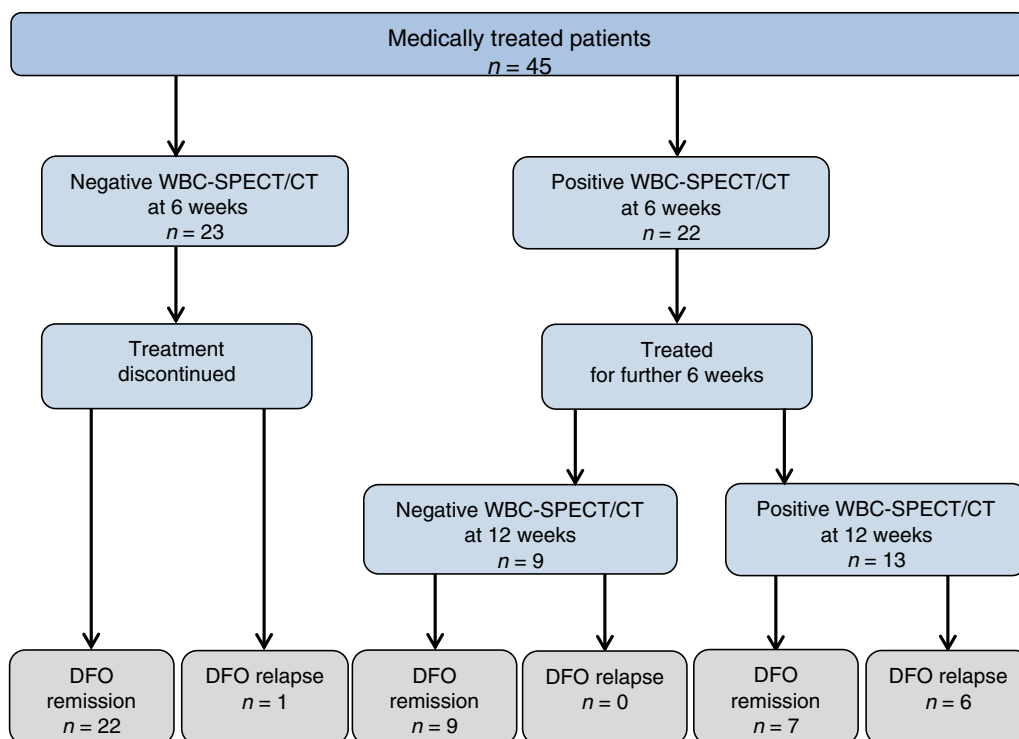 Medically treated patients
n = 45
Negative WBC-SPECT/CT
at 6 weeks
n = 23
Positive WBC-SPECT/CT
at 6 weeks
n = 22
Treatment
discontinued
Treated
for further 6 weeks
Negative WBC-SPECT/CT
at 12 weeks
n = 9
Positive WBC-SPECT/CT
at 12 weeks
n = 13
DFO
remission
n = 22
DFO relapse
n = 1
DFO
remission
n = 9
DFO relapse
n = 0
DFO
remission
n = 7
DFO relapse
n = 6